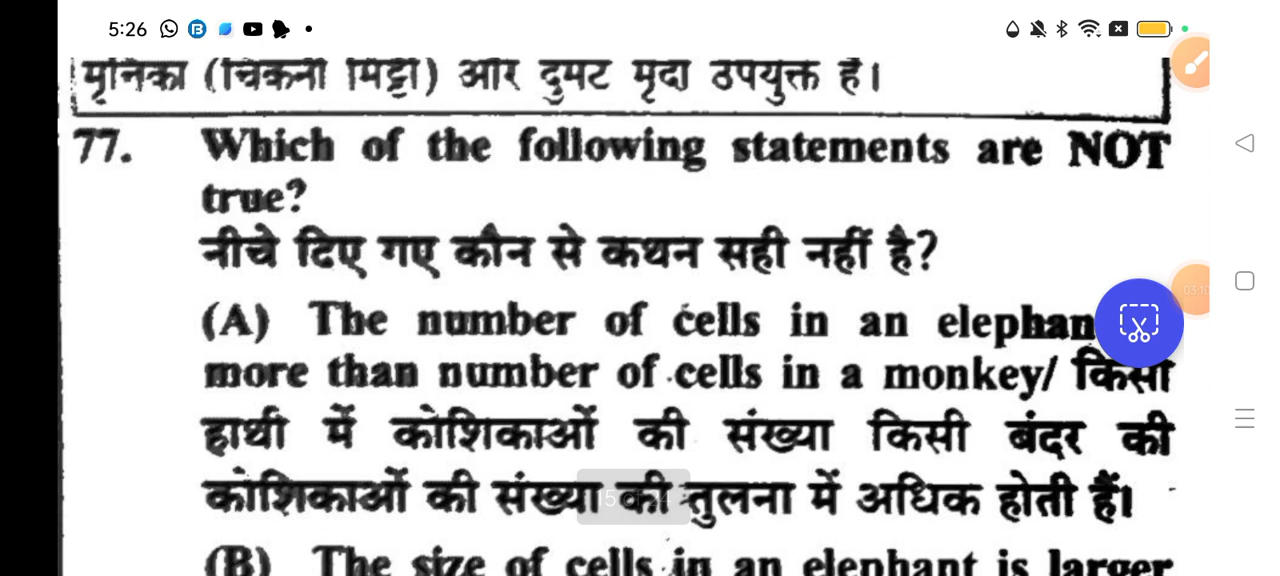 5:26
मृत्तिका (चिकनी मिट्टी) और दुमट मृदा उपयुक्त है।
77. Which of the following statements are NOT
true?
नीचे दिए गए कौन से कथन सही नहीं है?
(A) The number of cells in an elephan
more than number of cells in a monkey/ किसी
03:10
हाथी में कोशिकाओं की संख्या किसी बंदर की
कोशिकाओं की संख्या की तुलना में अधिक होती हैं।
(B) The size of cells in an elephant is larger